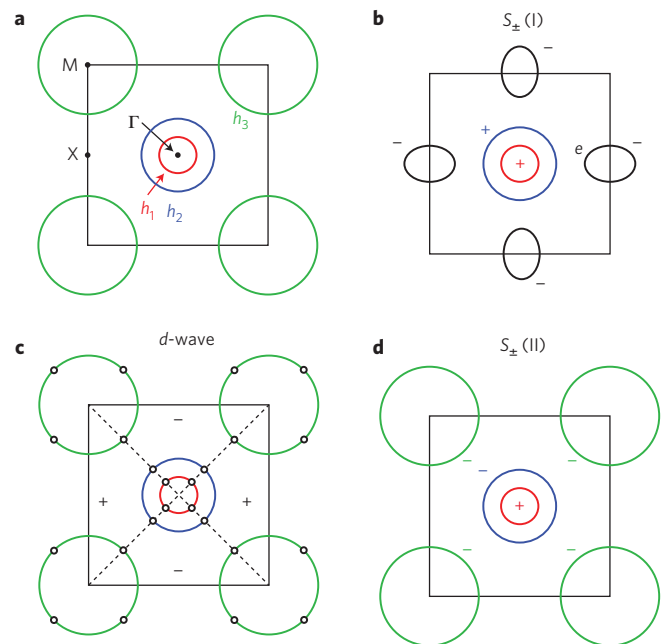 a
M
Γ
X
h₁
h₂
h₃
b
S± (I)
−
+
−
e
−
+
−
c
d-wave
−
+
+
−
d
S± (II)
−
−
−
+
−
−